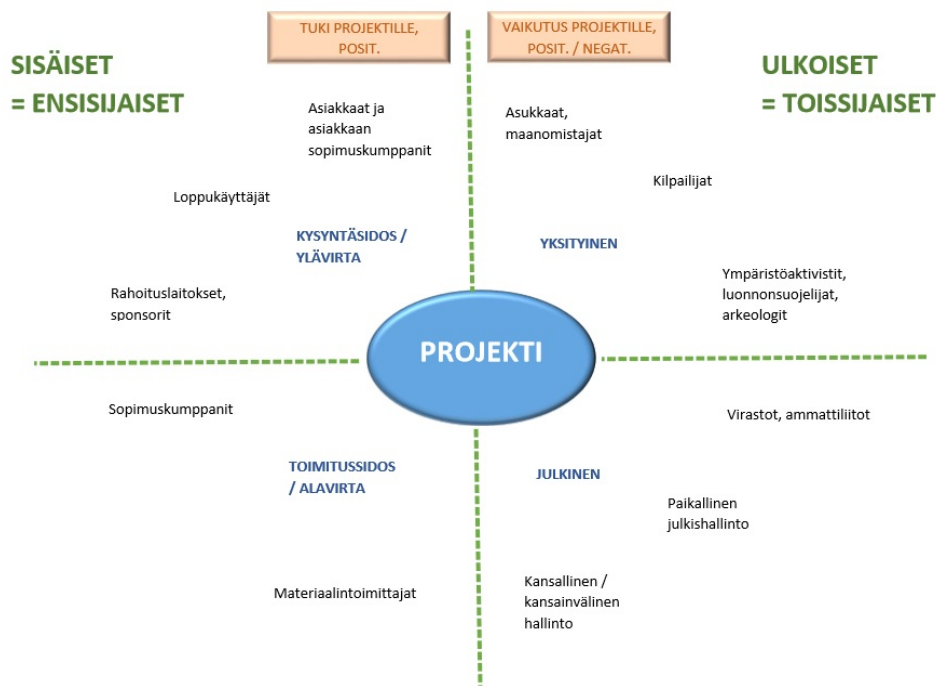 TUKI PROJEKTILLE,
POSIT.
VAIKUTUS PROJEKTILLE,
POSIT. / NEGAT.
SISÄISET
= ENSISIJAISET
ULKOISET
= TOISSIJAISET
Asiakkaat ja
asiakkaan
sopimuskumppanit
Asukkaat,
maanomistajat
Loppukäyttäjät
Kilpailijat
KYSYNTÄSIDOS /
YLÄVIRTA
YKSITYINEN
Rahoituslaitokset,
sponsorit
Ympäristöaktivistit,
luonnonsuojelijat,
arkeologit
PROJEKTI
Sopimuskumppanit
Virastot, ammattiliitot
TOIMITUSSIDOS
/ ALAVIRTA
JULKINEN
Paikallinen
julkishallinto
Materiaalintoimittajat
Kansallinen /
kansainvälinen
hallinto